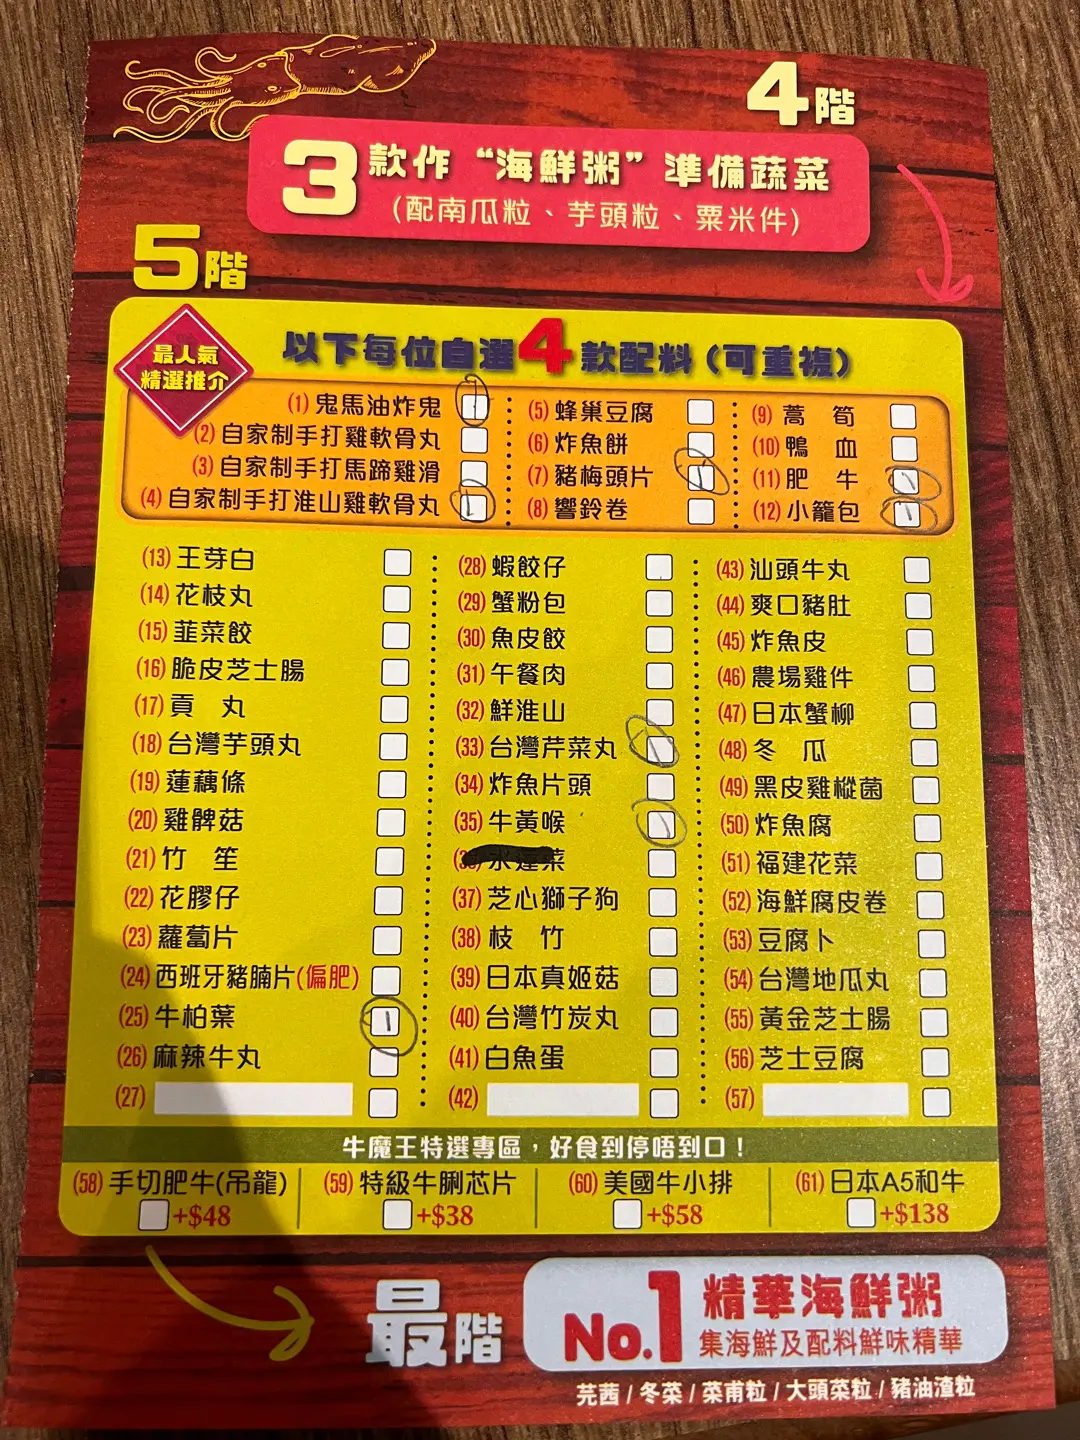 4階
3款作“海鮮粥”準備蔬菜
(配南瓜粒、芋頭粒、粟米件)
5階
最人氣
精選推介
以下每位自選4款配料(可重複)
(1) 鬼馬油炸鬼 1
(2) 自家制手打雞軟骨丸
(3) 自家制手打馬蹄雞滑
(4) 自家制手打淮山雞軟骨丸 1
(5) 蜂巢豆腐
(6) 炸魚餅
(7) 豬梅頭片 1
(8) 響鈴卷
(9) 蒿 筍
(10) 鴨 血
(11) 肥 牛 1
(12) 小籠包 1
(13) 王芽白
(14) 花枝丸
(15) 韮菜餃
(16) 脆皮芝士腸
(17) 貢 丸
(18) 台灣芋頭丸
(19) 蓮藕條
(20) 雞髀菇
(21) 竹 笙
(22) 花膠仔
(23) 蘿蔔片
(24) 西班牙豬腩片(偏肥)
(25) 牛柏葉 1
(26) 麻辣牛丸
(27)
(28) 蝦餃仔
(29) 蟹粉包
(30) 魚皮餃
(31) 午餐肉
(32) 鮮淮山
(33) 台灣芹菜丸 1
(34) 炸魚片頭
(35) 牛黃喉 1
菜
(37) 芝心獅子狗
(38) 枝 竹
(39) 日本真姬菇
(40) 台灣竹炭丸
(41) 白魚蛋
(42)
(43) 汕頭牛丸
(44) 爽口豬肚
(45) 炸魚皮
(46) 農場雞件
(47) 日本蟹柳
(48) 冬 瓜
(49) 黑皮雞樅菌
(50) 炸魚腐
(51) 福建花菜
(52) 海鮮腐皮卷
(53) 豆腐卜
(54) 台灣地瓜丸
(55) 黃金芝士腸
(56) 芝士豆腐
(57)
牛魔王特選專區，好食到停唔到口！
(58) 手切肥牛(吊龍)
+$48
(59) 特級牛脷芯片
+$38
(60) 美國牛小排
+$58
(61) 日本A5和牛
+$138
最階
No.1 精華海鮮粥
集海鮮及配料鮮味精華
芫茜 / 冬菜 / 菜甫粒 / 大頭菜粒 / 豬油渣粒